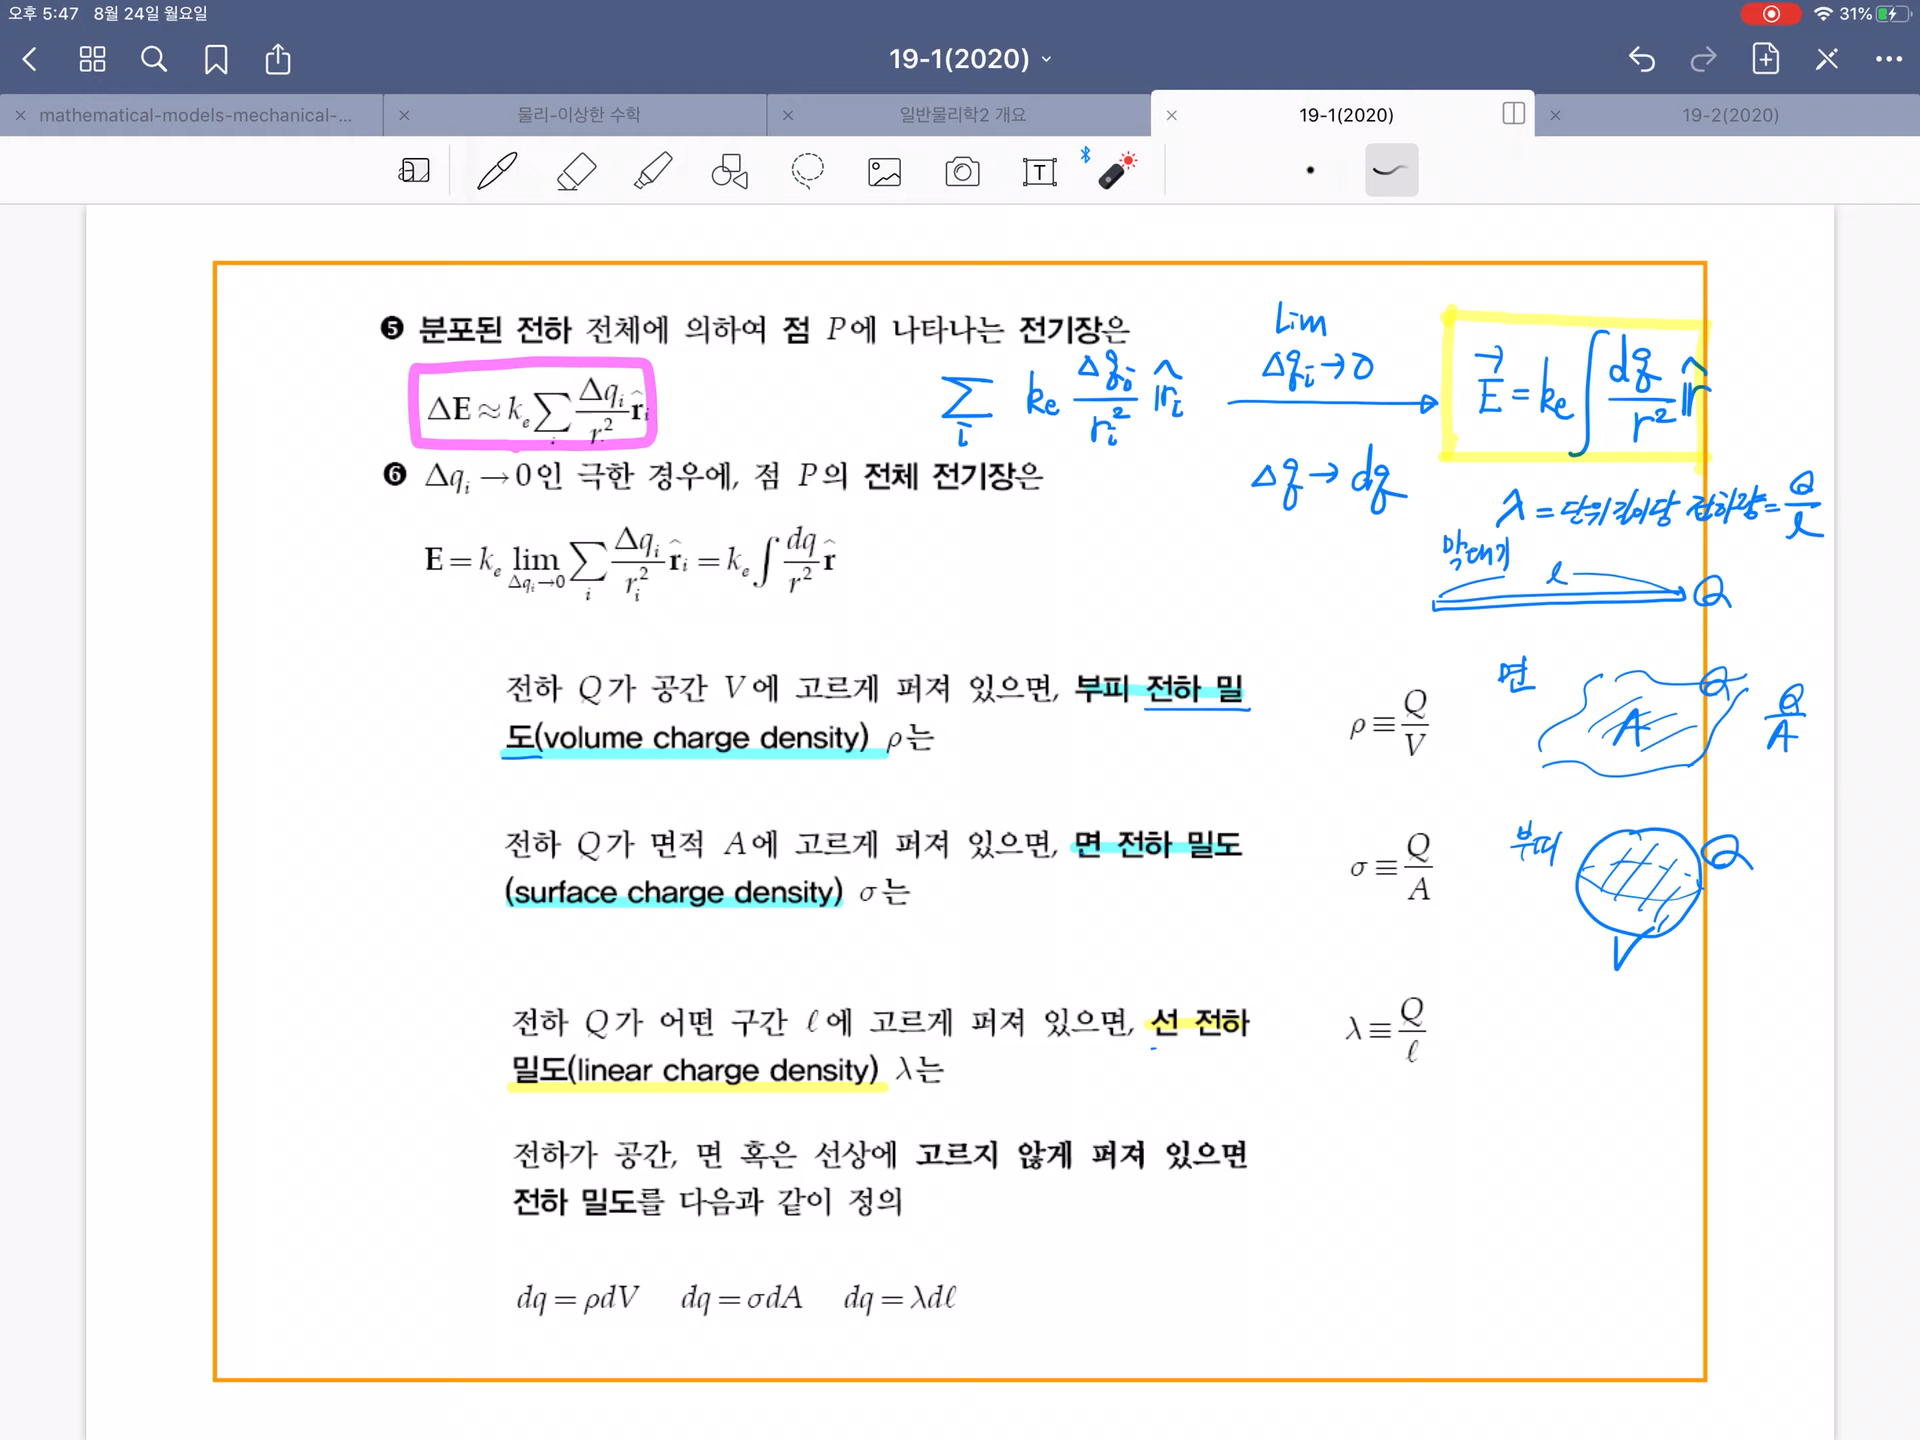 오후 5:47 8월 24일 월요일
31%
19-1(2020)
mathematical-models-mechanical-...
물리-이상한 수학
일반물리학2 개요
19-1(2020)
19-2(2020)
❺ 분포된 전하 전체에 의하여 점 P에 나타나는 전기장은
ΔE ≈ kₑ ∑ᵢ Δqᵢ/r² r̂ᵢ
∑ᵢ kₑ Δqᵢ/rᵢ² r̂ᵢ
Lim
Δqᵢ → 0
Δq → dq
E⃗ = kₑ ∫ dq/r² r̂
❻ Δqᵢ → 0인 극한 경우에, 점 P의 전체 전기장은
E = kₑ lim Δqᵢ→0 ∑ᵢ Δqᵢ/rᵢ² r̂ᵢ = kₑ ∫ dq/r² r̂
λ = 단위길이당 전하량 = Q/ℓ
막대기
ℓ
Q
전하 Q가 공간 V에 고르게 퍼져 있으면, 부피 전하 밀
도(volume charge density) ρ는
ρ ≡ Q/V
면
A
Q
Q/A
전하 Q가 면적 A에 고르게 퍼져 있으면, 면 전하 밀도
(surface charge density) σ는
σ ≡ Q/A
부피
Q
V
전하 Q가 어떤 구간 ℓ에 고르게 퍼져 있으면, 선 전하
밀도(linear charge density) λ는
λ ≡ Q/ℓ
전하가 공간, 면 혹은 선상에 고르지 않게 퍼져 있으면
전하 밀도를 다음과 같이 정의
dq = ρdV dq = σdA dq = λdℓ